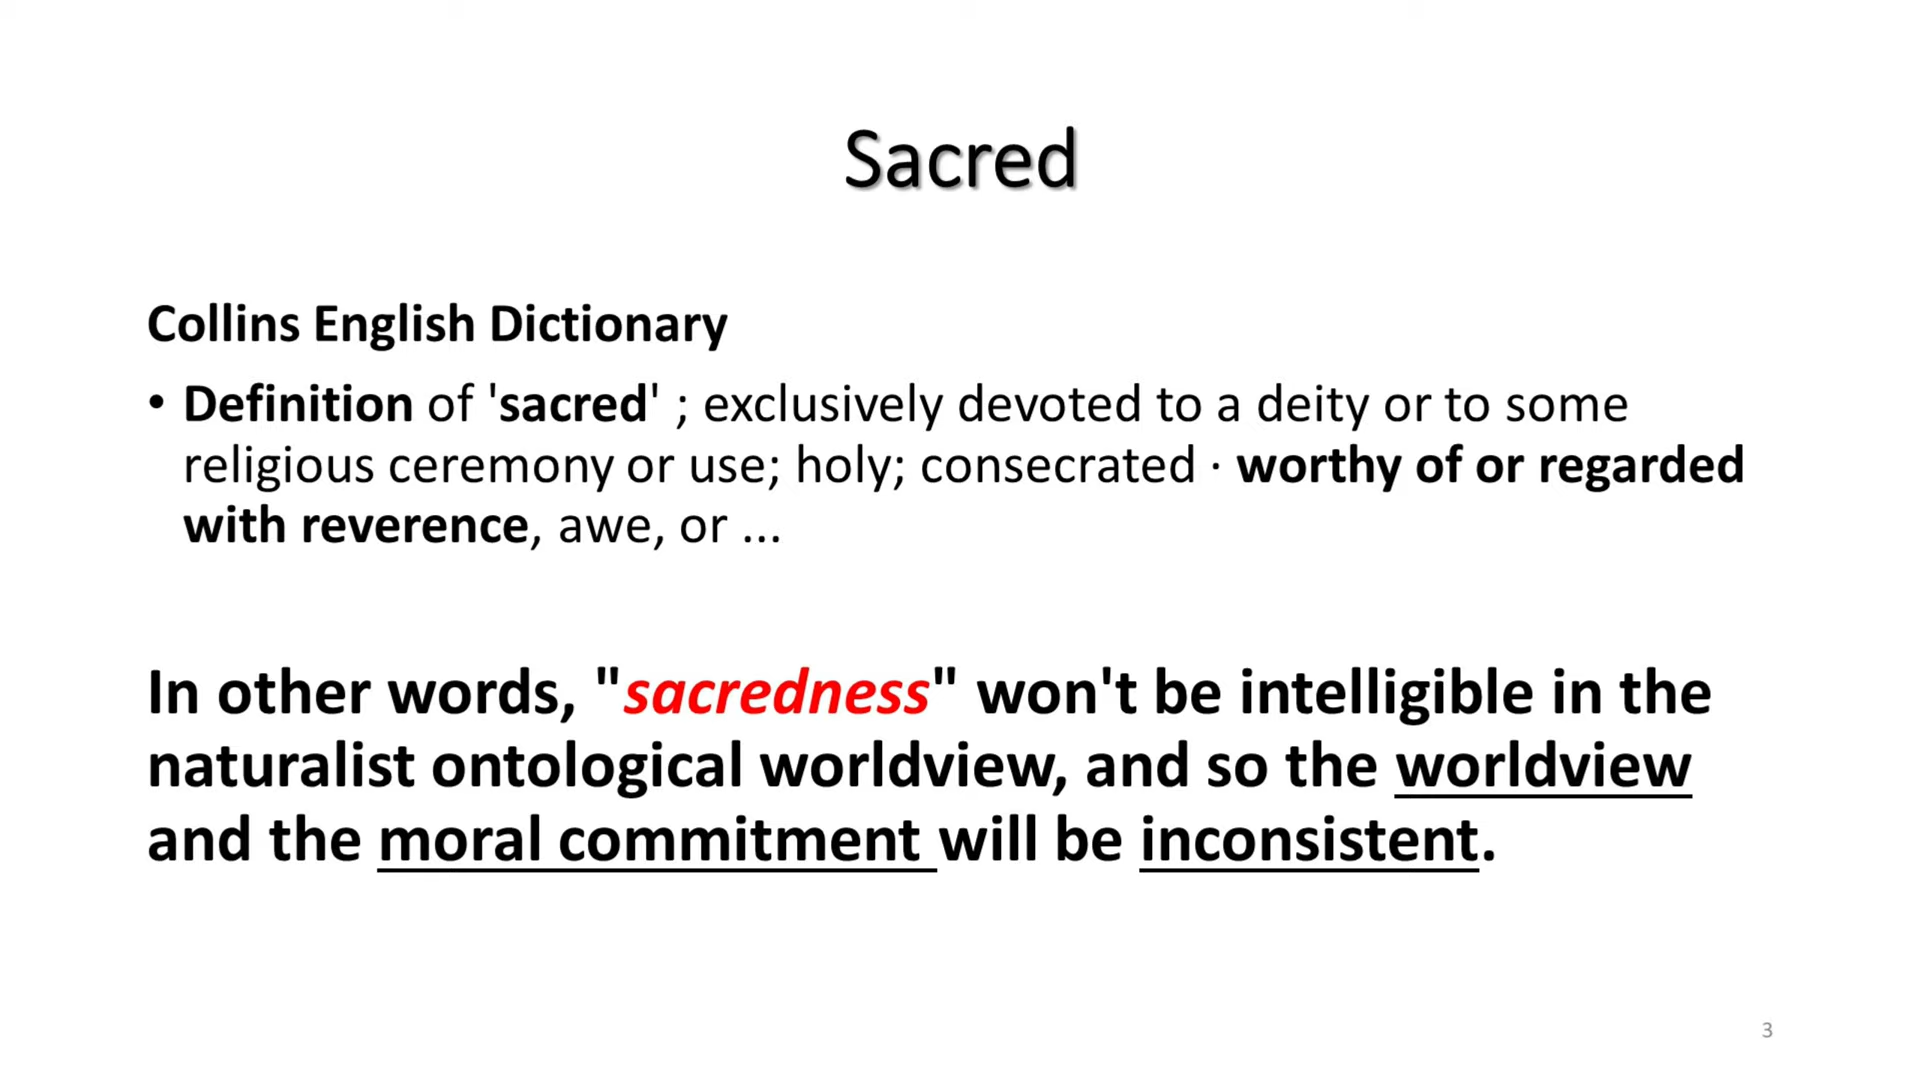 Sacred
Collins English Dictionary
• Definition of 'sacred' ; exclusively devoted to a deity or to some
religious ceremony or use; holy; consecrated · worthy of or regarded
with reverence, awe, or ...
In other words, "sacredness" won't be intelligible in the
naturalist ontological worldview, and so the worldview
and the moral commitment will be inconsistent.
3